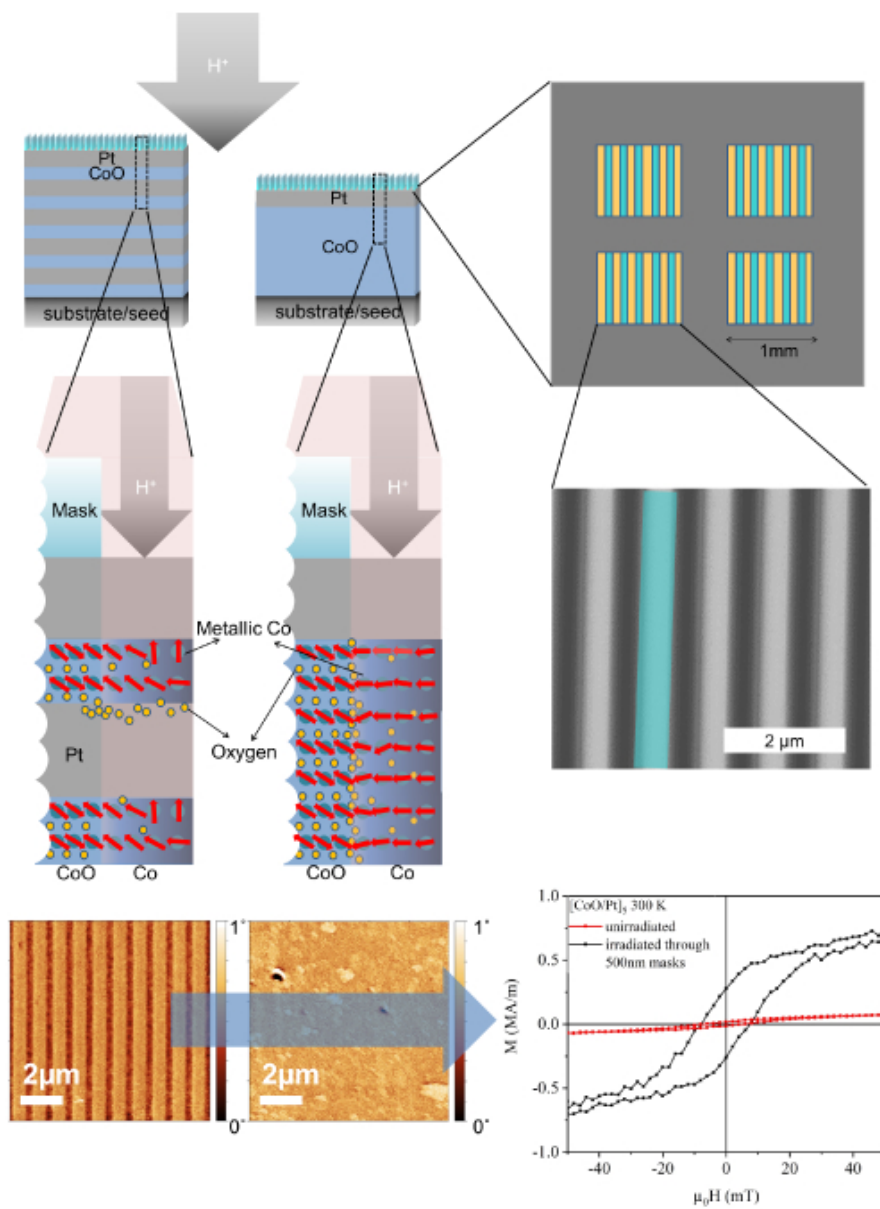 H⁺
Pt
CoO
substrate/seed
Pt
CoO
substrate/seed
1mm
Mask
H⁺
Mask
H⁺
Metallic Co
Oxygen
Pt
CoO
Co
CoO
Co
2 µm
1°
2µm
0°
1°
2µm
0°
[CoO/Pt]₅ 300 K
unirradiated
irradiated through
500nm masks
M (MA/m)
1.0
0.5
0.0
-0.5
-1.0
-40
-20
0
20
40
µ₀H (mT)